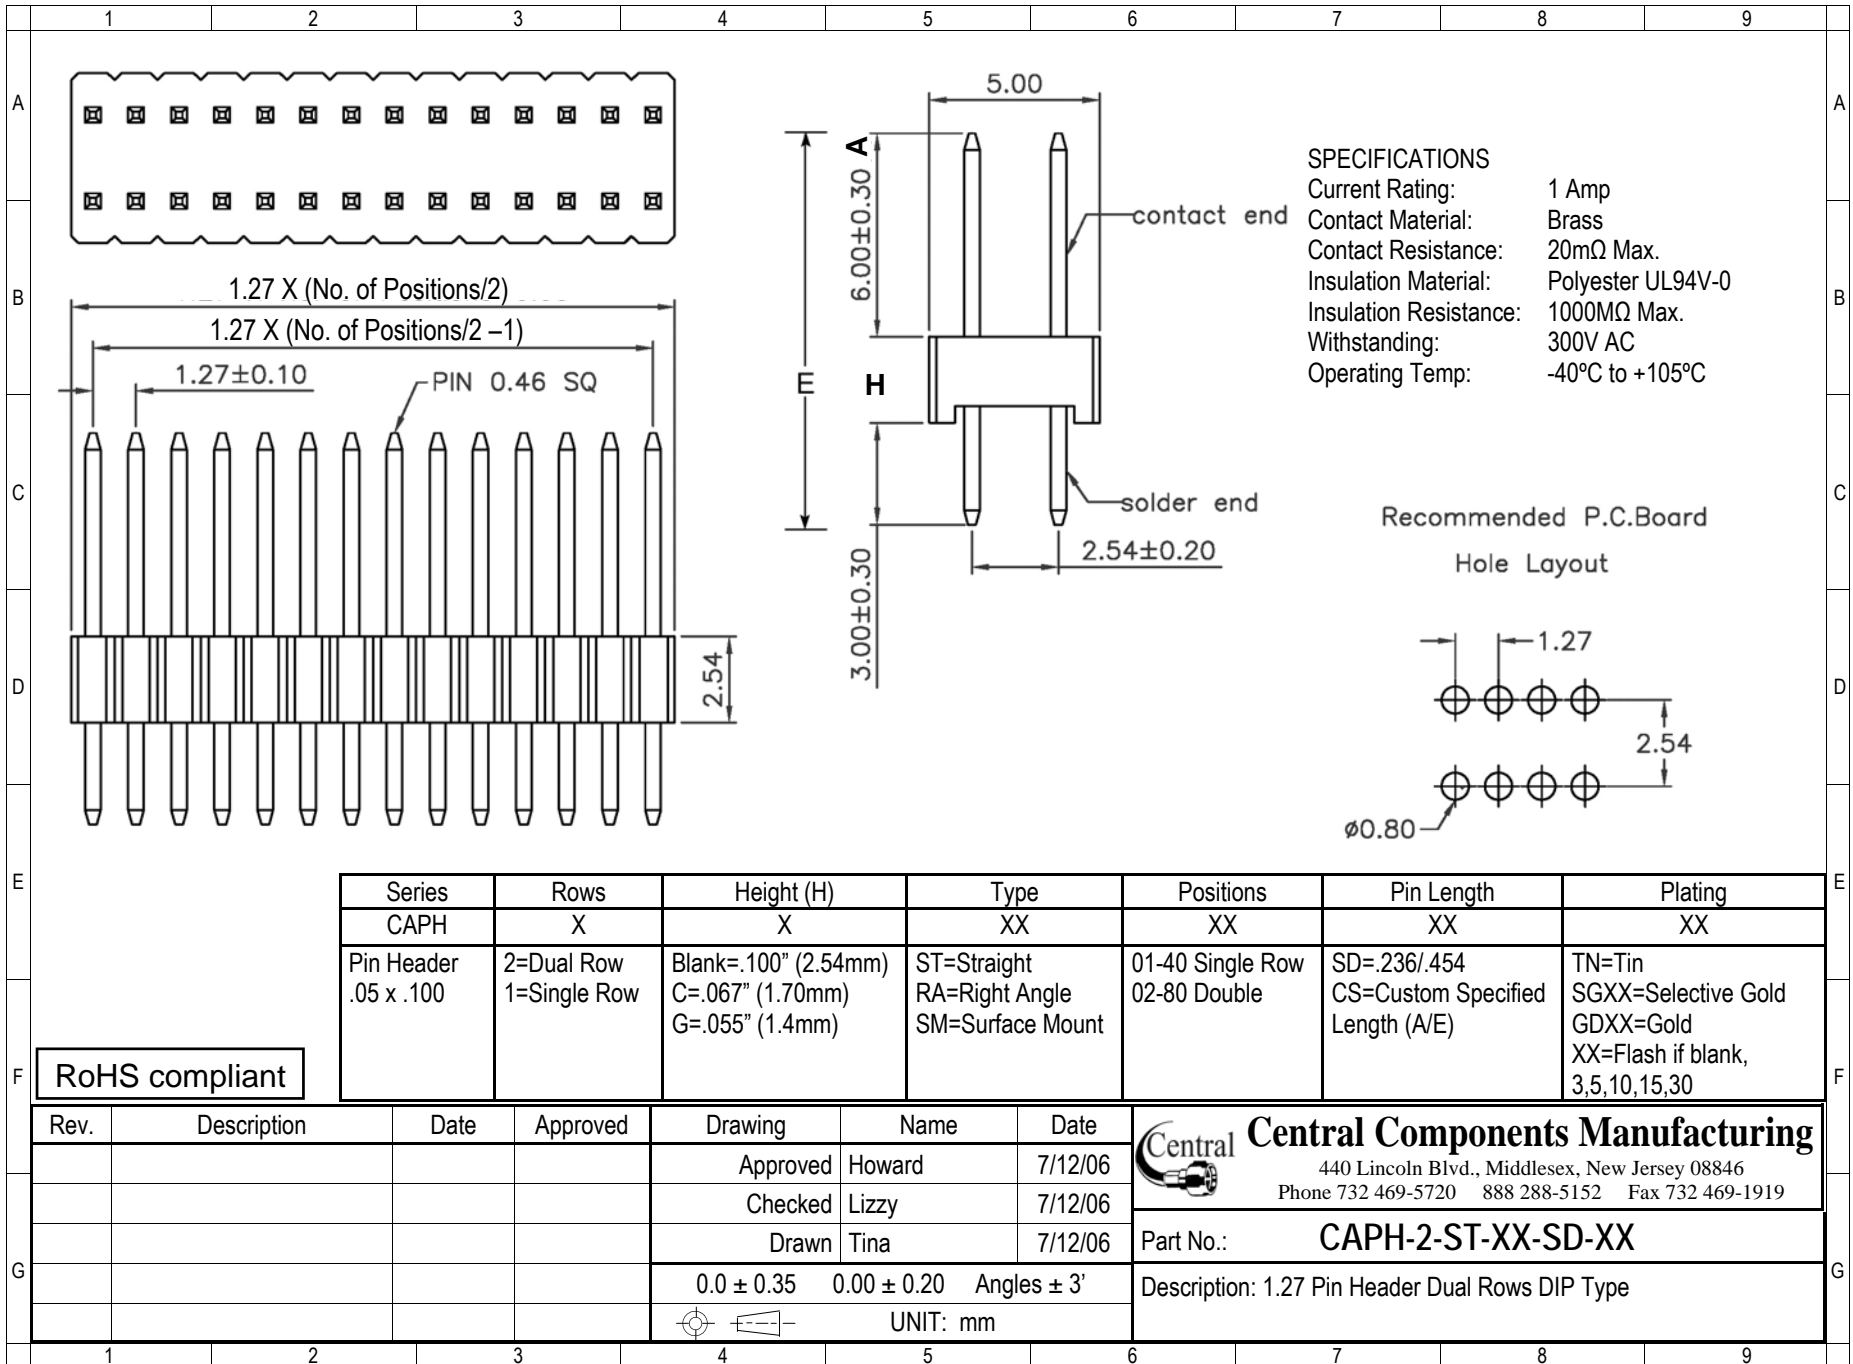 1 2 3 4 5 6 7 8 9
A A
B B
C C
D D
E E
F F
G G
1.27 X (No. of Positions/2)
1.27 X (No. of Positions/2 –1)
1.27±0.10
PIN 0.46 SQ
2.54
5.00
6.00±0.30 A
E
H
contact end
solder end
3.00±0.30
2.54±0.20
SPECIFICATIONS
Current Rating: 1 Amp
Contact Material: Brass
Contact Resistance: 20mΩ Max.
Insulation Material: Polyester UL94V-0
Insulation Resistance: 1000MΩ Max.
Withstanding: 300V AC
Operating Temp: -40ºC to +105ºC
Recommended P.C.Board
Hole Layout
1.27
2.54
ø0.80
Series Rows Height (H) Type Positions Pin Length Plating
CAPH X X XX XX XX XX
Pin Header
.05 x .100
2=Dual Row
1=Single Row
Blank=.100” (2.54mm)
C=.067” (1.70mm)
G=.055” (1.4mm)
ST=Straight
RA=Right Angle
SM=Surface Mount
01-40 Single Row
02-80 Double
SD=.236/.454
CS=Custom Specified
Length (A/E)
TN=Tin
SGXX=Selective Gold
GDXX=Gold
XX=Flash if blank,
3,5,10,15,30
RoHS compliant
Rev. Description Date Approved
Drawing Name Date
Approved Howard 7/12/06
Checked Lizzy 7/12/06
Drawn Tina 7/12/06
0.0 ± 0.35 0.00 ± 0.20 Angles ± 3’
UNIT: mm
Central
Central Components Manufacturing
440 Lincoln Blvd., Middlesex, New Jersey 08846
Phone 732 469-5720 888 288-5152 Fax 732 469-1919
Part No.: CAPH-2-ST-XX-SD-XX
Description: 1.27 Pin Header Dual Rows DIP Type
1 2 3 4 5 6 7 8 9